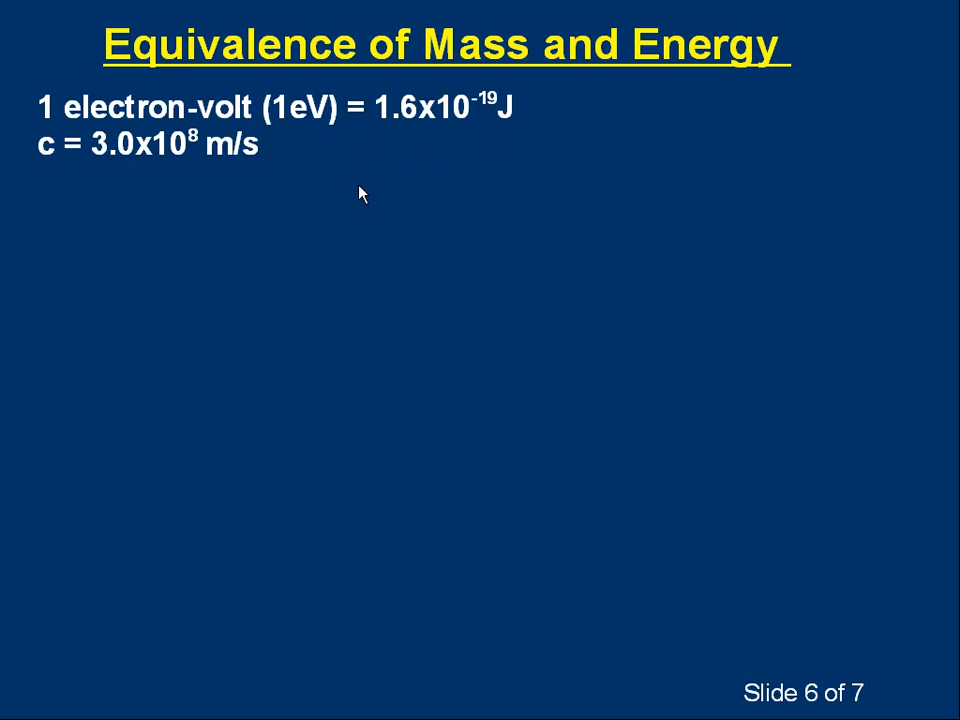 Equivalence of Mass and Energy
1 electron-volt (1eV) = 1.6x10⁻¹⁹J
c = 3.0x10⁸ m/s
Slide 6 of 7